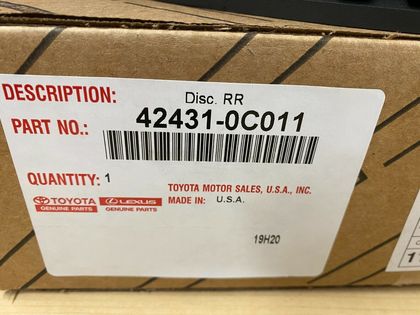 DESCRIPTION: Disc. RR
PART NO.: 42431-0C011
QUANTITY: 1
TOYOTA LEXUS
GENUINE PARTS GENUINE PARTS
TOYOTA MOTOR SALES, U.S.A., INC.
MADE IN: U.S.A.
19H20